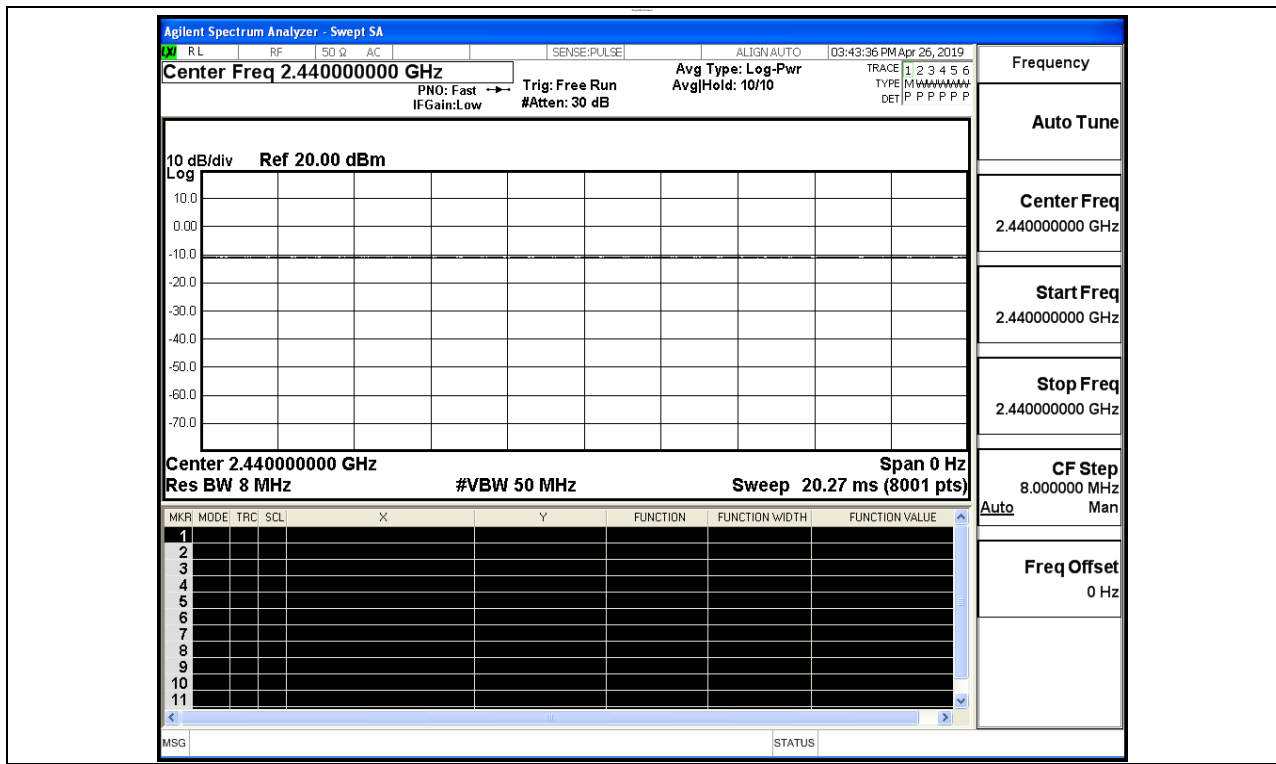 Agilent Spectrum Analyzer - Swept SA
LXI RL RF 50 Ω AC SENSE:PULSE ALIGN AUTO 03:43:36 PM Apr 26, 2019
Center Freq 2.440000000 GHz
PNO: Fast
IFGain:Low
Trig: Free Run
#Atten: 30 dB
Avg Type: Log-Pwr
Avg|Hold: 10/10
TRACE 1 2 3 4 5 6
TYPE M WWWWW
DET P P P P P P
10 dB/div Ref 20.00 dBm
Log
10.0
0.00
-10.0
-20.0
-30.0
-40.0
-50.0
-60.0
-70.0
Center 2.440000000 GHz Span 0 Hz
Res BW 8 MHz #VBW 50 MHz Sweep 20.27 ms (8001 pts)
MKR MODE TRC SCL X Y FUNCTION FUNCTION WIDTH FUNCTION VALUE
1
2
3
4
5
6
7
8
9
10
11
MSG STATUS
Frequency
Auto Tune
Center Freq
2.440000000 GHz
Start Freq
2.440000000 GHz
Stop Freq
2.440000000 GHz
CF Step
8.000000 MHz
Auto Man
Freq Offset
0 Hz